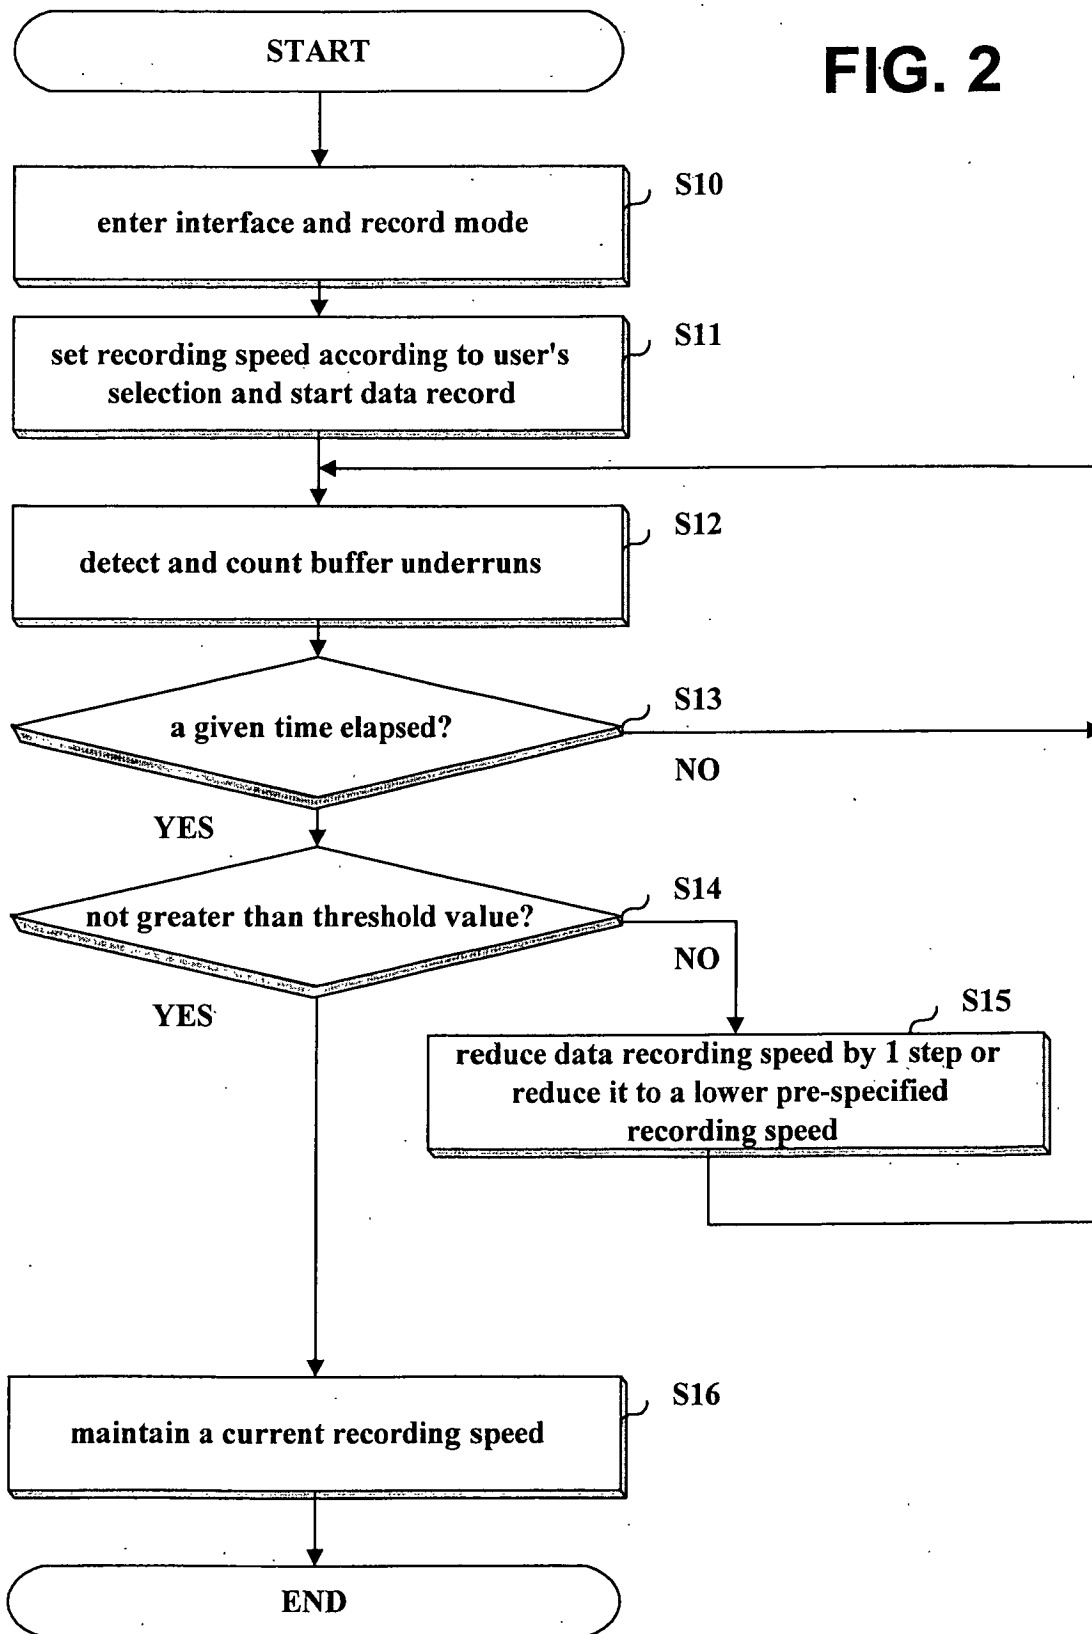 START
FIG. 2
S10
enter interface and record mode
S11
set recording speed according to user's
selection and start data record
S12
detect and count buffer underruns
S13
a given time elapsed?
NO
YES
S14
not greater than threshold value?
NO
YES
S15
reduce data recording speed by 1 step or
reduce it to a lower pre-specified
recording speed
S16
maintain a current recording speed
END